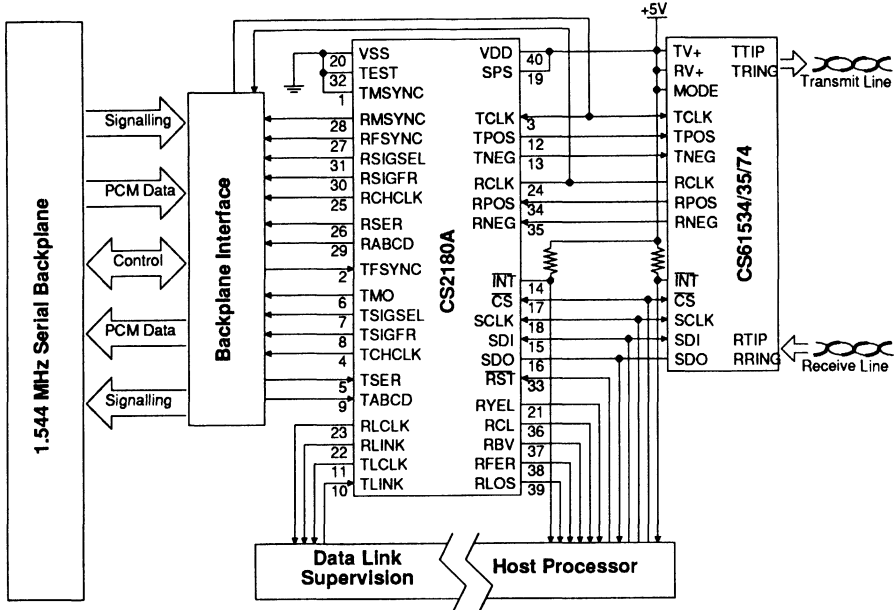 +5V
VSS
20
TEST
32
TMSYNC
1
RMSYNC
28
RFSYNC
27
RSIGSEL
31
RSIGFR
30
RCHCLK
25
RSER
26
RABCD
29
TFSYNC
2
TMO
6
TSIGSEL
7
TSIGFR
8
TCHCLK
4
TSER
5
TABCD
9
RLCLK
23
RLINK
22
TLCLK
11
TLINK
10
CS2180A
VDD
40
SPS
19
TCLK
3
TPOS
12
TNEG
13
RCLK
24
RPOS
34
RNEG
35
INT
14
CS
17
SCLK
18
SDI
15
SDO
16
RST
33
RYEL
21
RCL
36
RBV
37
RFER
38
RLOS
39
TV+
RV+
MODE
TCLK
TPOS
TNEG
RCLK
RPOS
RNEG
INT
CS
SCLK
SDI
SDO
TTIP
TRING
CS61534/35/74
RTIP
RRING
Transmit Line
Receive Line
1.544 MHz Serial Backplane
Signalling
PCM Data
Control
PCM Data
Signalling
Backplane Interface
Data Link
Supervision
Host Processor